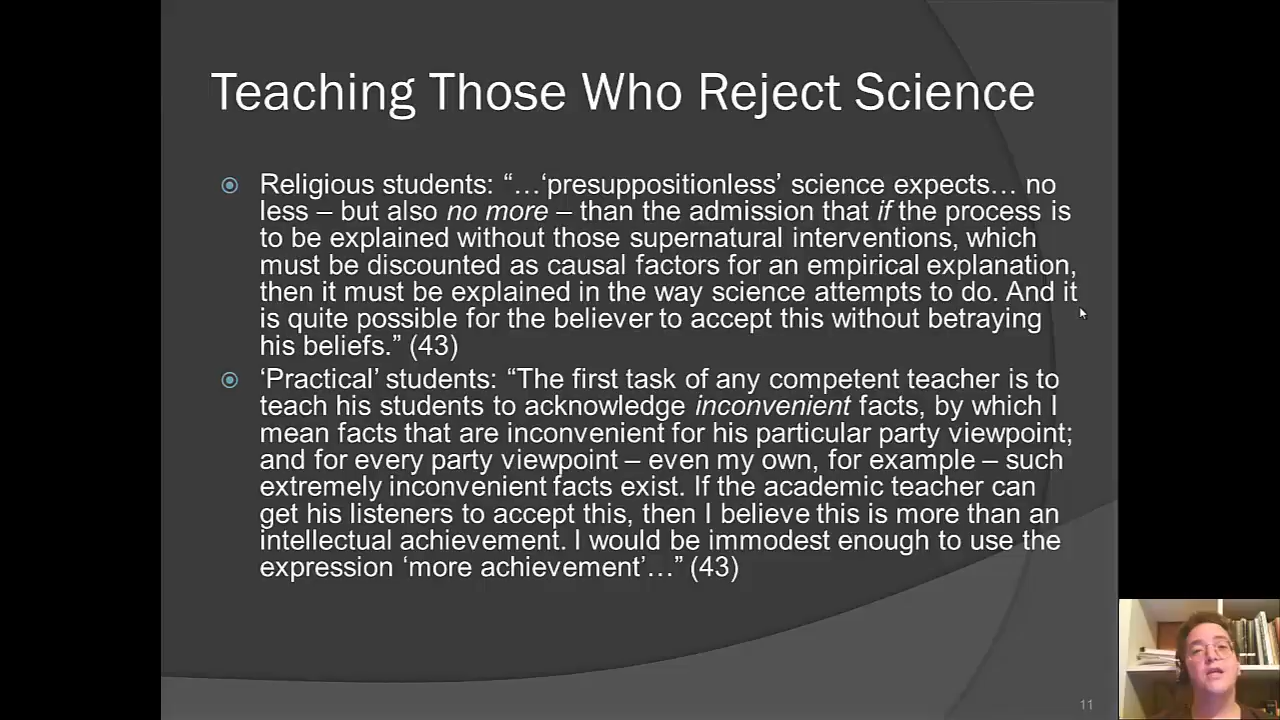 Teaching Those Who Reject Science
Religious students: “…‘presuppositionless’ science expects… no
less – but also no more – than the admission that if the process is
to be explained without those supernatural interventions, which
must be discounted as causal factors for an empirical explanation,
then it must be explained in the way science attempts to do. And it
is quite possible for the believer to accept this without betraying
his beliefs.” (43)
‘Practical’ students: “The first task of any competent teacher is to
teach his students to acknowledge inconvenient facts, by which I
mean facts that are inconvenient for his particular party viewpoint;
and for every party viewpoint – even my own, for example – such
extremely inconvenient facts exist. If the academic teacher can
get his listeners to accept this, then I believe this is more than an
intellectual achievement. I would be immodest enough to use the
expression ‘more achievement’…” (43)
11